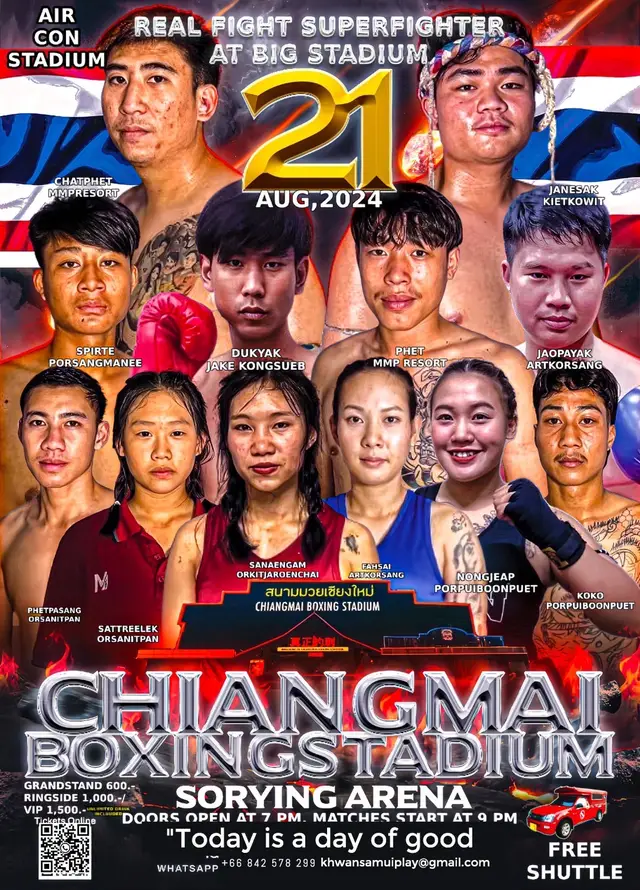 AIR
CON
STADIUM
REAL FIGHT SUPERFIGHTER
AT BIG STADIUM
21
AUG,2024
CHATPHET
MMPRESORT
JANESAK
KIETKOWIT
SPIRTE
PORSANGMANEE
DUKYAK
JAKE KONGSUEB
PHET
MMP RESORT
JAOPAYAK
ARTKORSANG
PHETPASANG
ORSANITPAN
SATTREELEK
ORSANITPAN
SANAENGAM
ORKITJAROENCHAI
FAHSAI
ARTKORSANG
NONGJEAP
PORPUIBOONPUET
KOKO
PORPUIBOONPUET
สนามมวยเชียงใหม่
CHIANGMAI BOXING STADIUM
CHIANGMAI
BOXINGSTADIUM
SORYING ARENA
GRANDSTAND 600.-
RINGSIDE 1,000.-/
VIP 1,500.- UNLIMITED DRINK
INCLUDED
Tickets Online
DOORS OPEN AT 7 PM. MATCHES START AT 9 PM
"Today is a day of good
WHATSAPP +66 842 578 299 khwansamuiplay@gmail.com
FREE
SHUTTLE